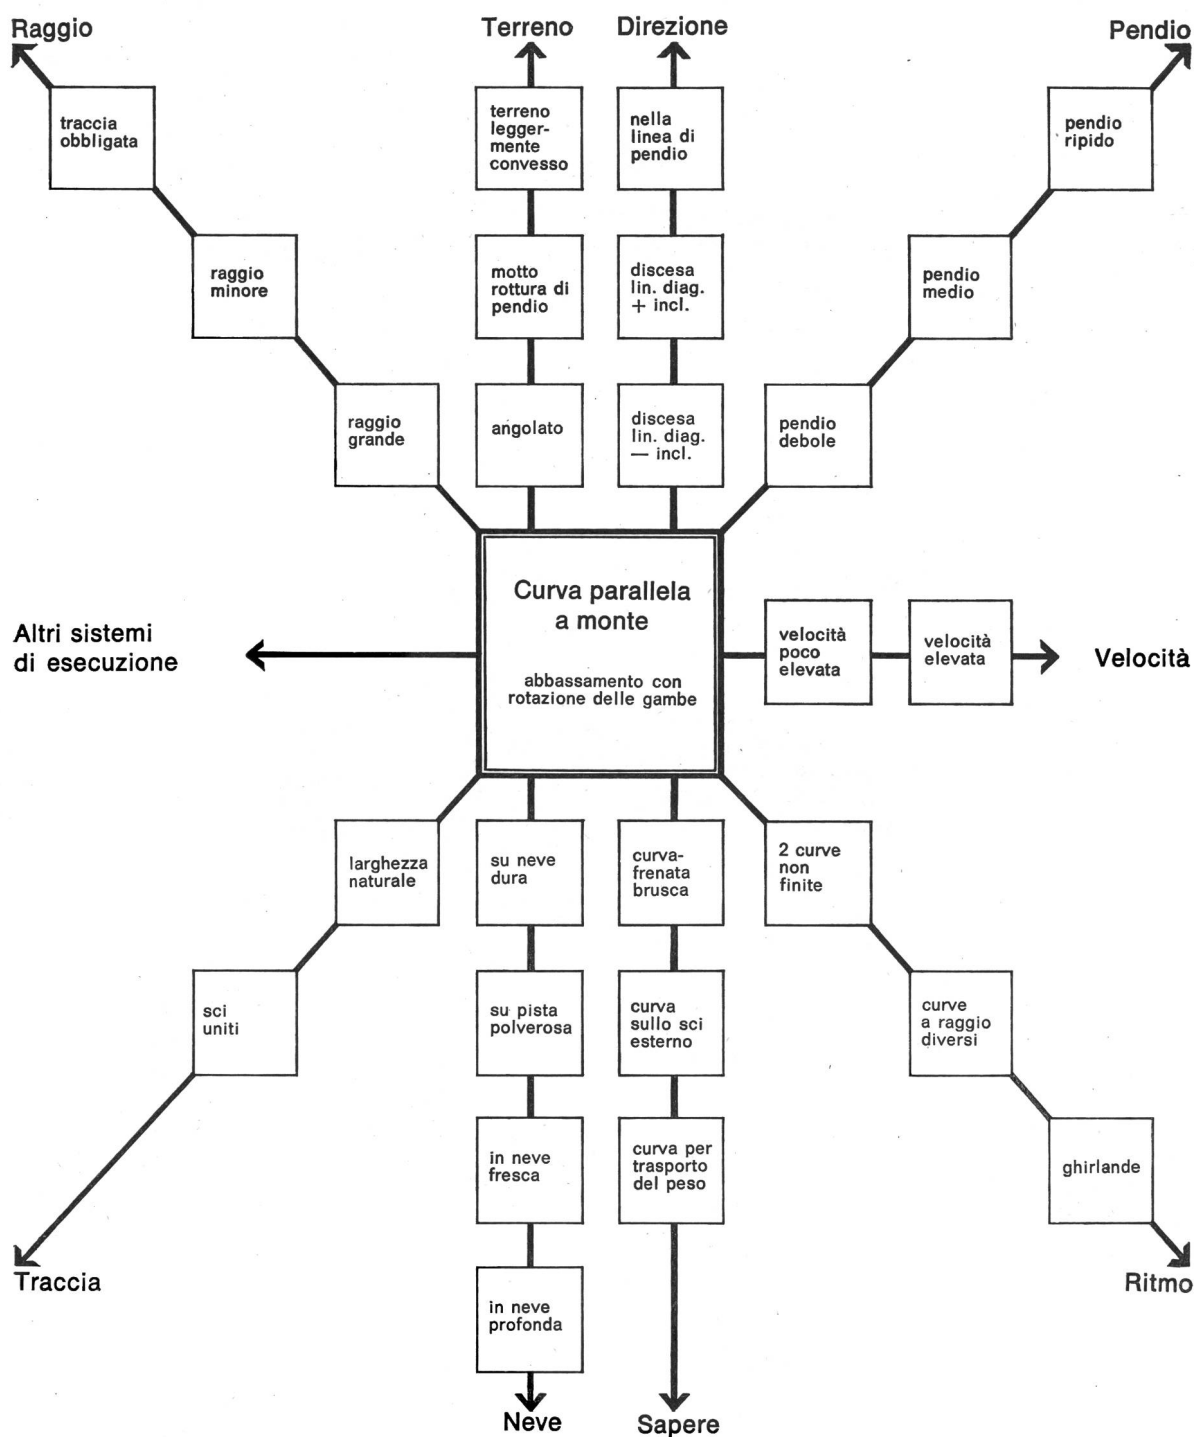 Raggio
Terreno
Direzione
Pendio
traccia
obbligata
terreno
legger-
mente
convesso
nella
linea di
pendio
pendio
ripido
raggio
minore
motto
rottura di
pendio
discesa
lin. diag.
+ incl.
pendio
medio
raggio
grande
angolato
discesa
lin. diag.
— incl.
pendio
debole
Curva parallela
a monte
abbassamento con
rotazione delle gambe
Altri sistemi
di esecuzione
velocità
poco
elevata
velocità
elevata
Velocità
larghezza
naturale
su neve
dura
curva-
frenata
brusca
2 curve
non
finite
sci
uniti
su pista
polverosa
curva
sullo sci
esterno
curve
a raggio
diversi
in neve
fresca
curva per
trasporto
del peso
ghirlande
Traccia
Ritmo
in neve
profonda
Neve
Sapere